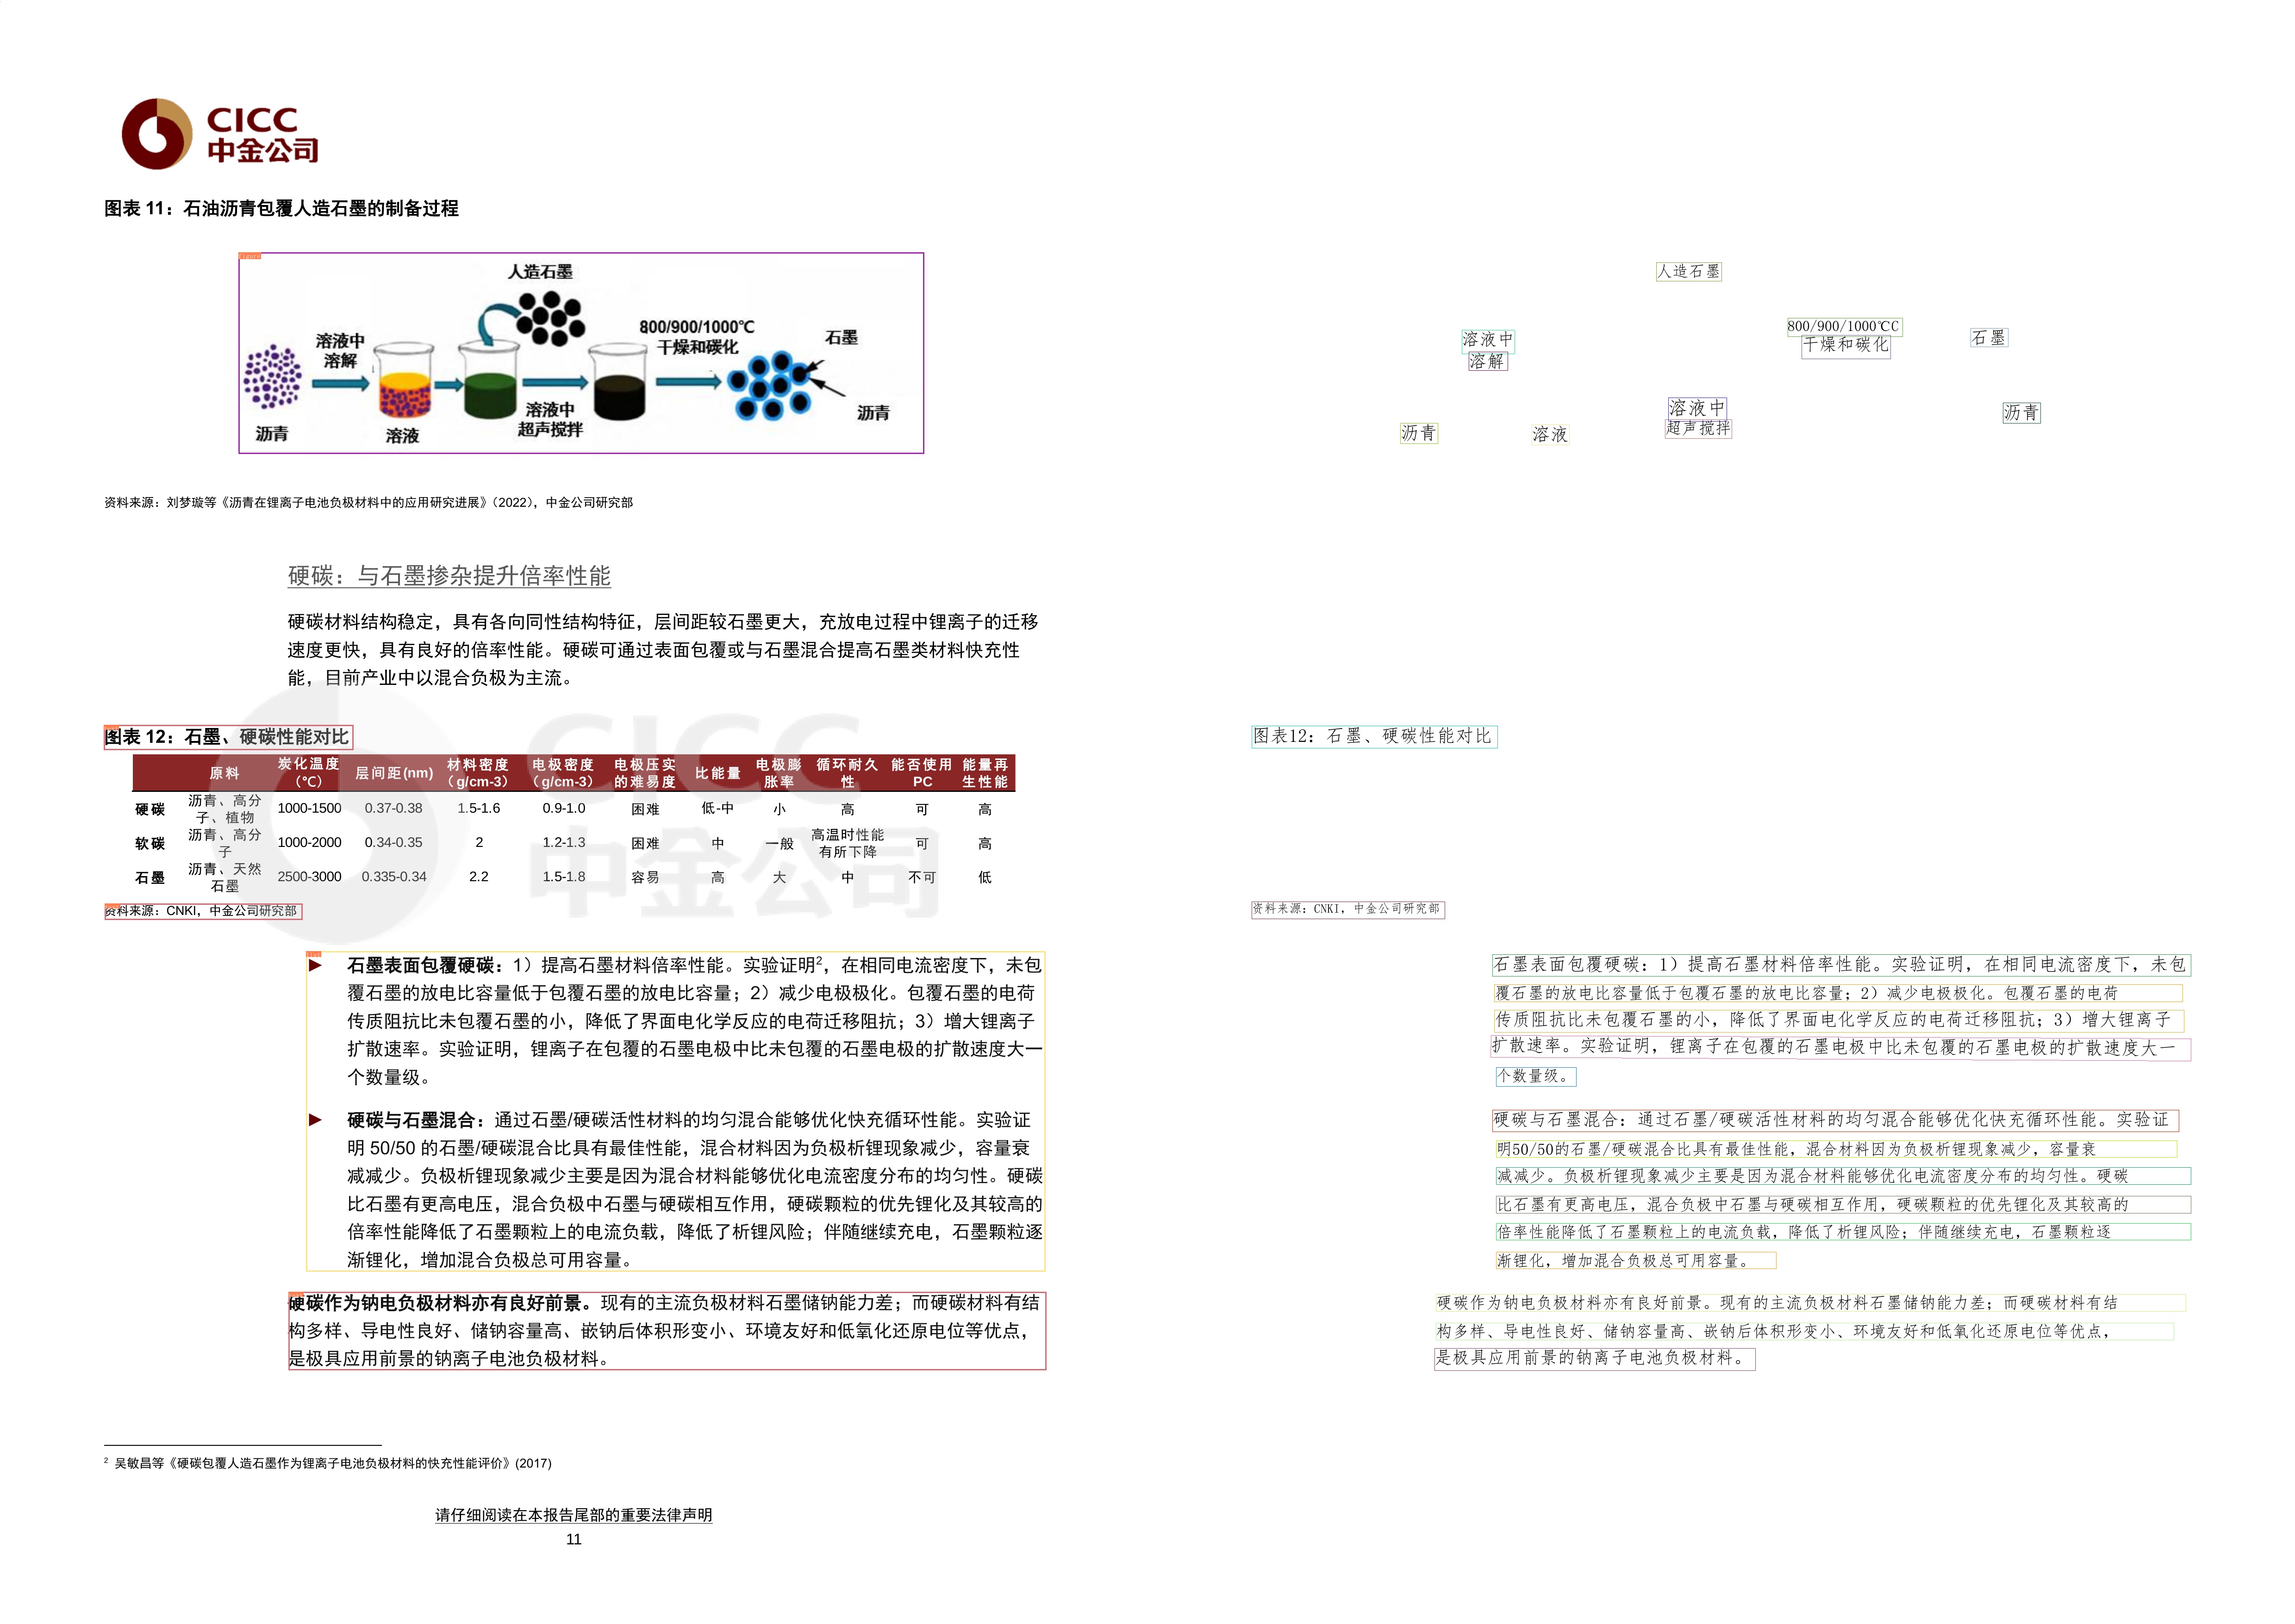 CICC
中金公司
图表 11：石油沥青包覆人造石墨的制备过程
人造石墨
800/900/1000℃
干燥和碳化
石墨
溶液中
溶解
溶液中
超声搅拌
沥青
沥青
溶液
资料来源：刘梦璇等《沥青在锂离子电池负极材料中的应用研究进展》（2022），中金公司研究部
硬碳：与石墨掺杂提升倍率性能
硬碳材料结构稳定，具有各向同性结构特征，层间距较石墨更大，充放电过程中锂离子的迁移
速度更快，具有良好的倍率性能。硬碳可通过表面包覆或与石墨混合提高石墨类材料快充性
能，目前产业中以混合负极为主流。
图表 12：石墨、硬碳性能对比
原料 炭化温度（℃） 层间距(nm) 材料密度（g/cm-3） 电极密度（g/cm-3） 电极压实的难易度 比能量 电极膨胀率 循环耐久性 能否使用PC 能量再生性能
硬碳 沥青、高分子、植物 1000-1500 0.37-0.38 1.5-1.6 0.9-1.0 困难 低-中 小 高 可 高
软碳 沥青、高分子 1000-2000 0.34-0.35 2 1.2-1.3 困难 中 一般 高温时性能有所下降 可 高
石墨 沥青、天然石墨 2500-3000 0.335-0.34 2.2 1.5-1.8 容易 高 大 中 不可 低
资料来源：CNKI，中金公司研究部
CICC
中金公司
石墨表面包覆硬碳：1）提高石墨材料倍率性能。实验证明2，在相同电流密度下，未包
覆石墨的放电比容量低于包覆石墨的放电比容量；2）减少电极极化。包覆石墨的电荷
传质阻抗比未包覆石墨的小，降低了界面电化学反应的电荷迁移阻抗；3）增大锂离子
扩散速率。实验证明，锂离子在包覆的石墨电极中比未包覆的石墨电极的扩散速度大一
个数量级。
硬碳与石墨混合：通过石墨/硬碳活性材料的均匀混合能够优化快充循环性能。实验证
明 50/50 的石墨/硬碳混合比具有最佳性能，混合材料因为负极析锂现象减少，容量衰
减减少。负极析锂现象减少主要是因为混合材料能够优化电流密度分布的均匀性。硬碳
比石墨有更高电压，混合负极中石墨与硬碳相互作用，硬碳颗粒的优先锂化及其较高的
倍率性能降低了石墨颗粒上的电流负载，降低了析锂风险；伴随继续充电，石墨颗粒逐
渐锂化，增加混合负极总可用容量。
硬碳作为钠电负极材料亦有良好前景。现有的主流负极材料石墨储钠能力差；而硬碳材料有结
构多样、导电性良好、储钠容量高、嵌钠后体积形变小、环境友好和低氧化还原电位等优点，
是极具应用前景的钠离子电池负极材料。
2 吴敏昌等《硬碳包覆人造石墨作为锂离子电池负极材料的快充性能评价》(2017)
请仔细阅读在本报告尾部的重要法律声明
11
人造石墨
800/900/1000℃C
干燥和碳化
石墨
溶液中
溶解
溶液中
超声搅拌
沥青
沥青
溶液
图表12：石墨、硬碳性能对比
资料来源：CNKI，中金公司研究部
石墨表面包覆硬碳：1）提高石墨材料倍率性能。实验证明，在相同电流密度下，未包
覆石墨的放电比容量低于包覆石墨的放电比容量；2）减少电极极化。包覆石墨的电荷
传质阻抗比未包覆石墨的小，降低了界面电化学反应的电荷迁移阻抗；3）增大锂离子
扩散速率。实验证明，锂离子在包覆的石墨电极中比未包覆的石墨电极的扩散速度大一
个数量级。
硬碳与石墨混合：通过石墨/硬碳活性材料的均匀混合能够优化快充循环性能。实验证
明50/50的石墨/硬碳混合比具有最佳性能，混合材料因为负极析锂现象减少，容量衰
减减少。负极析锂现象减少主要是因为混合材料能够优化电流密度分布的均匀性。硬碳
比石墨有更高电压，混合负极中石墨与硬碳相互作用，硬碳颗粒的优先锂化及其较高的
倍率性能降低了石墨颗粒上的电流负载，降低了析锂风险；伴随继续充电，石墨颗粒逐
渐锂化，增加混合负极总可用容量。
硬碳作为钠电负极材料亦有良好前景。现有的主流负极材料石墨储钠能力差；而硬碳材料有结
构多样、导电性良好、储钠容量高、嵌钠后体积形变小、环境友好和低氧化还原电位等优点，
是极具应用前景的钠离子电池负极材料。